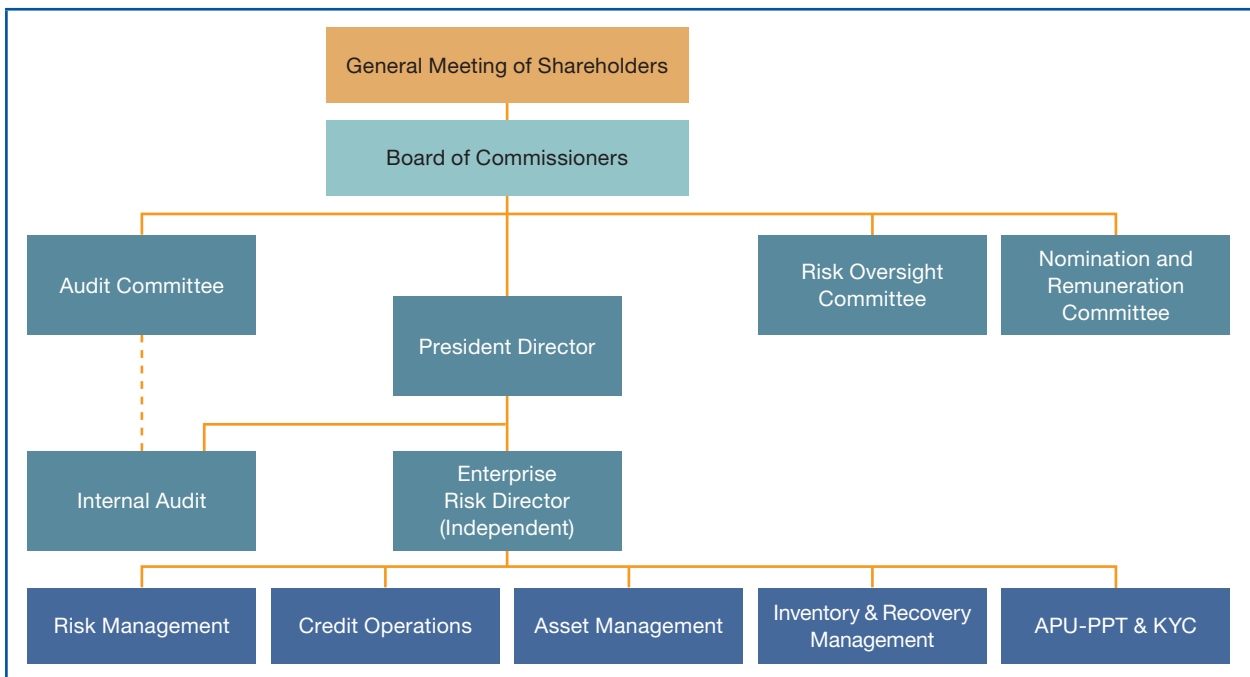 General Meeting of Shareholders
Board of Commissioners
Audit Committee
Risk Oversight
Committee
Nomination and
Remuneration
Committee
President Director
Internal Audit
Enterprise
Risk Director
(Independent)
Risk Management
Credit Operations
Asset Management
Inventory & Recovery
Management
APU-PPT & KYC